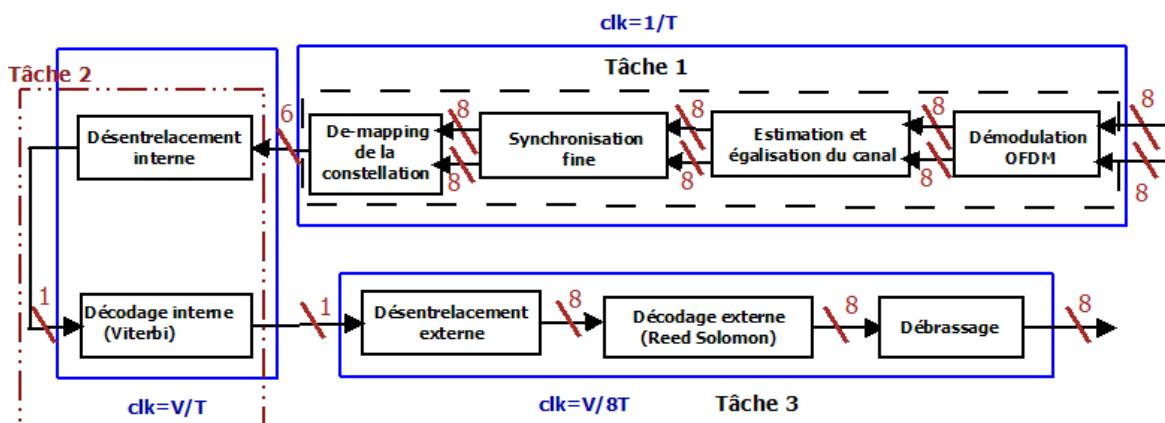 clk=1/T
Tâche 2
Tâche 1
Désentrelacement
interne
6
De-mapping
de la
constellation
8
8
Synchronisation
fine
8
8
Estimation et
égalisation du canal
8
8
Démodulation
OFDM
8
8
1
Décodage interne
(Viterbi)
1
Désentrelacement
externe
8
Décodage externe
(Reed Solomon)
8
Débrassage
8
clk=V/T
clk=V/8T
Tâche 3